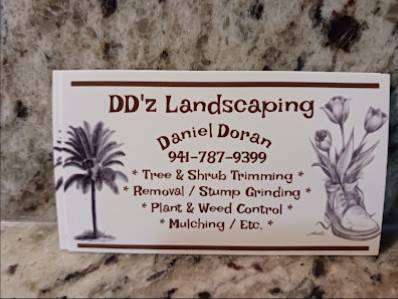 DD'z Landscaping
Daniel Doran
941-787-9399
* Tree & Shrub Trimming *
* Removal / Stump Grinding *
* Plant & Weed Control *
* Mulching / Etc. *